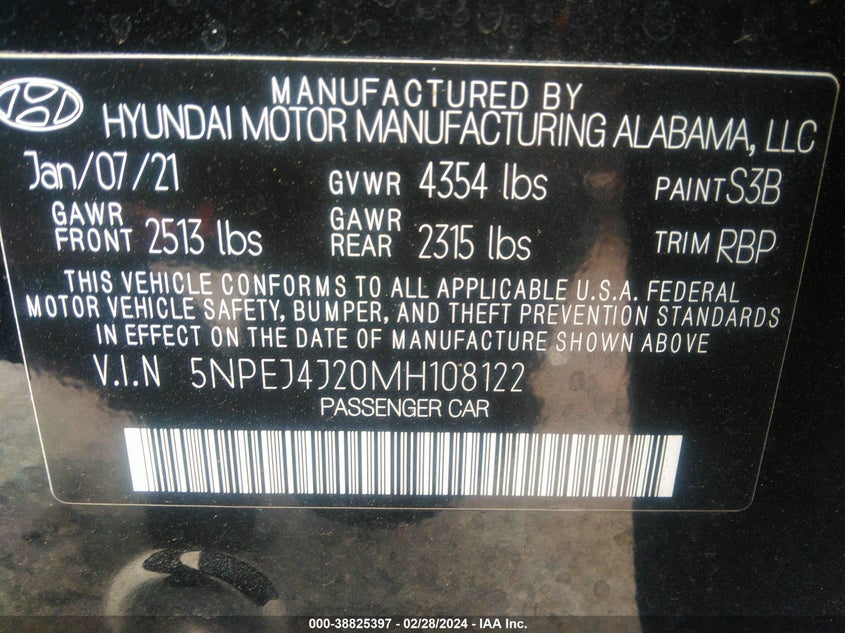 MANUFACTURED BY
HYUNDAI MOTOR MANUFACTURING ALABAMA, LLC
Jan/07/21 GVWR 4354 lbs PAINT S3B
GAWR FRONT 2513 lbs GAWR REAR 2315 lbs TRIM RBP
THIS VEHICLE CONFORMS TO ALL APPLICABLE U.S.A. FEDERAL
MOTOR VEHICLE SAFETY, BUMPER, AND THEFT PREVENTION STANDARDS
IN EFFECT ON THE DATE OF MANUFACTURE SHOWN ABOVE
V.I.N 5NPEJ4J20MH108122
PASSENGER CAR
000-38825397 - 02/28/2024 - IAA Inc.